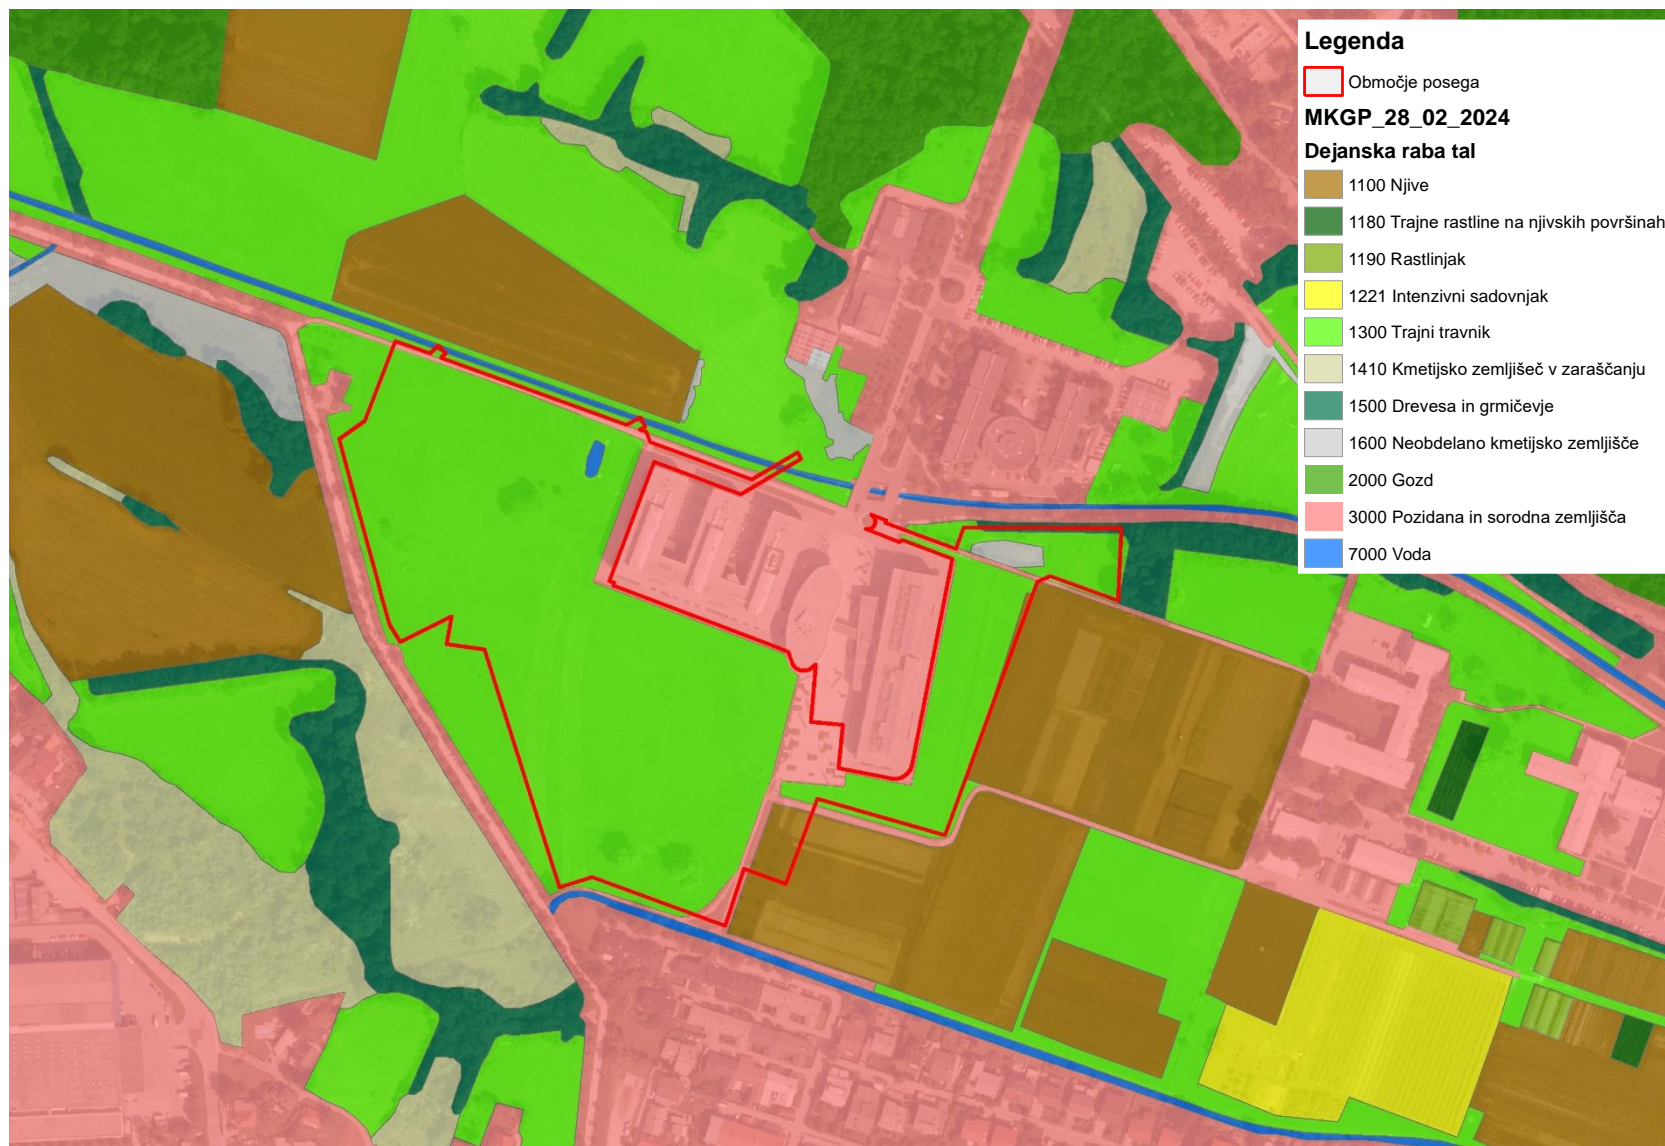 Legenda
Območje posega
MKGP_28_02_2024
Dejanska raba tal
1100 Njive
1180 Trajne rastline na njivskih površinah
1190 Rastlinjak
1221 Intenzivni sadovnjak
1300 Trajni travnik
1410 Kmetijsko zemljišeč v zaraščanju
1500 Drevesa in grmičevje
1600 Neobdelano kmetijsko zemljišče
2000 Gozd
3000 Pozidana in sorodna zemljišča
7000 Voda